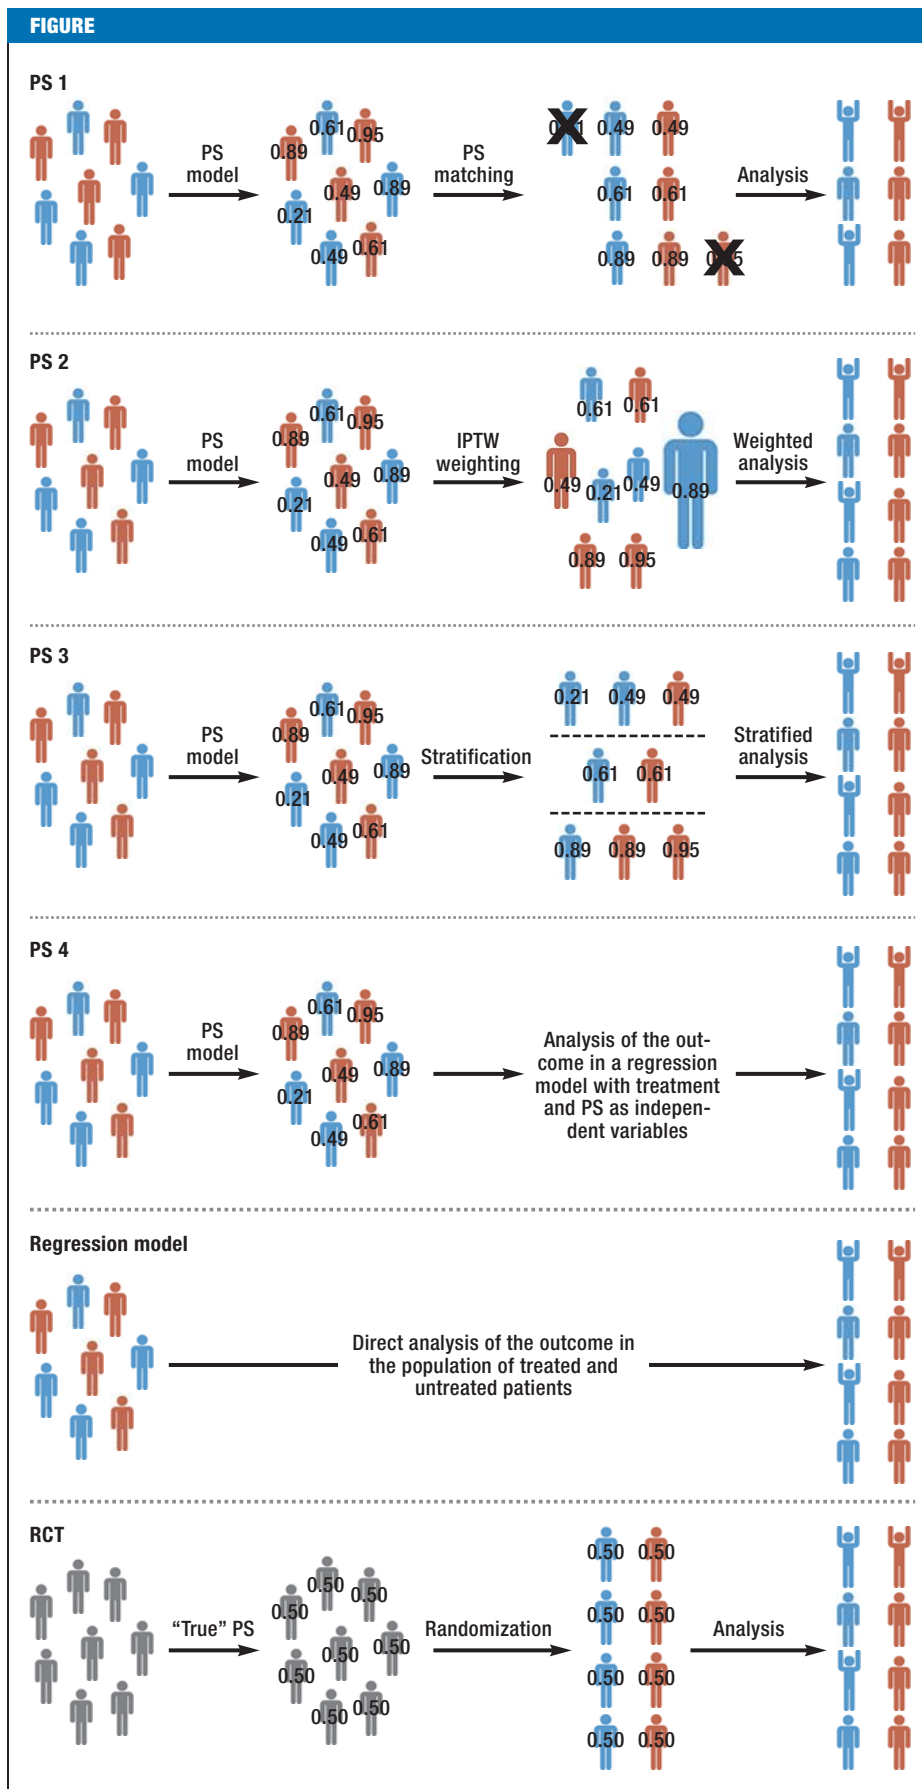 FIGURE
PS 1
PS
model
0.61
0.95
0.89
0.49
0.89
0.21
0.49
0.61
PS
matching
0.49
0.49
0.61
0.61
0.89
0.89
Analysis
PS 2
PS
model
0.61
0.95
0.89
0.49
0.89
0.21
0.49
0.61
IPTW
weighting
0.61
0.61
0.49
0.21
0.49
0.89
0.89
0.95
Weighted
analysis
PS 3
PS
model
0.61
0.95
0.89
0.49
0.89
0.21
0.49
0.61
Stratification
0.21
0.49
0.49
0.61
0.61
0.89
0.89
0.95
Stratified
analysis
PS 4
PS
model
0.61
0.95
0.89
0.49
0.89
0.21
0.49
0.61
Analysis of the out-
come in a regression
model with treatment
and PS as indepen-
dent variables
Regression model
Direct analysis of the outcome in
the population of treated and
untreated patients
RCT
“True” PS
0.50
0.50
0.50
0.50
0.50
0.50
0.50
0.50
Randomization
0.50
0.50
0.50
0.50
0.50
0.50
0.50
0.50
Analysis